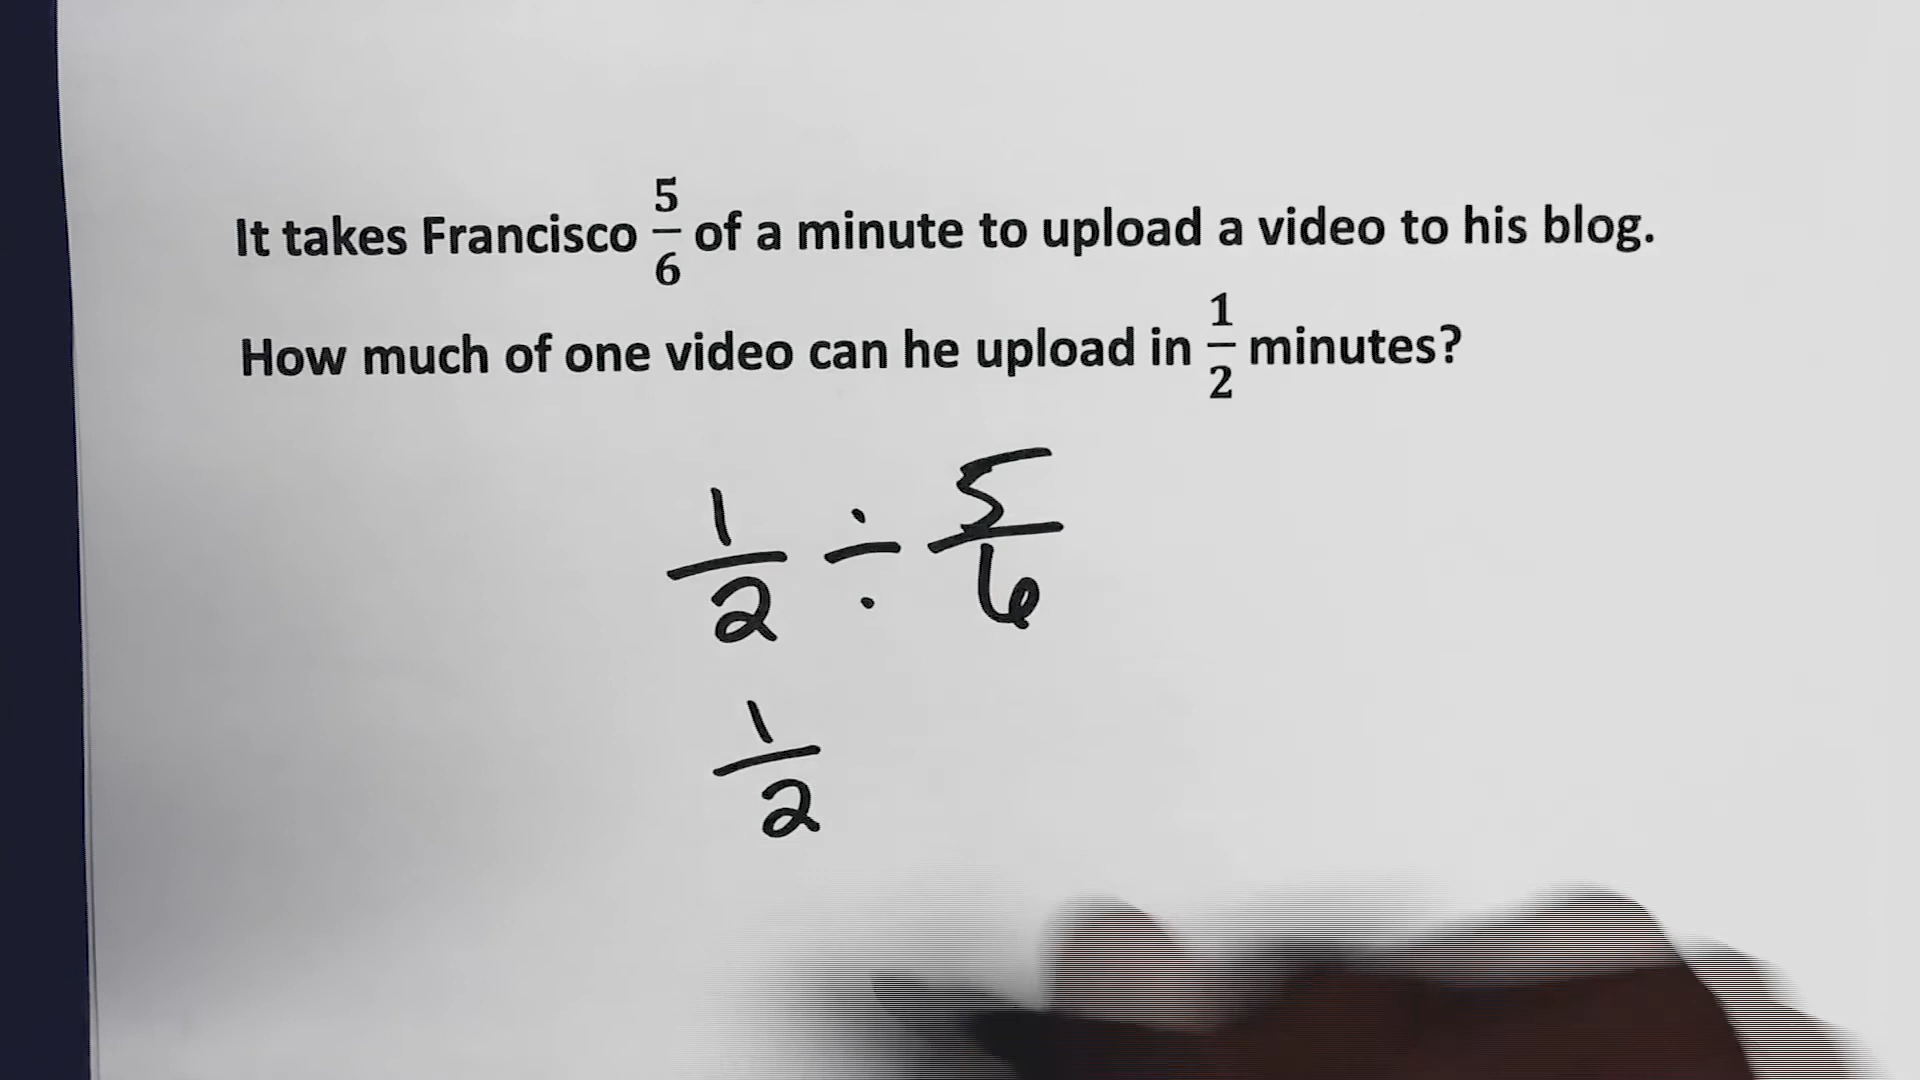 It takes Francisco 5/6 of a minute to upload a video to his blog.
How much of one video can he upload in 1/2 minutes?
1/2 ÷ 5/6
1/2